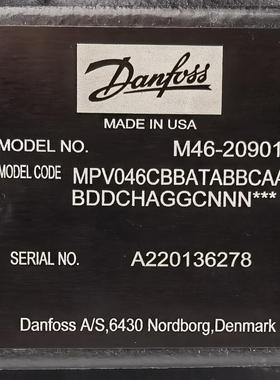 Danfoss
MADE IN USA
MODEL NO. M46-20901
MODEL CODE MPV046CBBATABBCAA
BDDCHAGGCNNN***
SERIAL NO. A220136278
Danfoss A/S,6430 Nordborg,Denmark